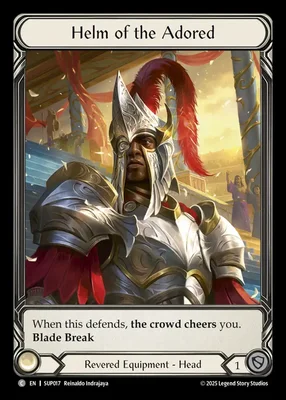 Helm of the Adored
When this defends, the crowd cheers you.
Blade Break
Revered Equipment - Head
1
C EN | SUP017 Reinaldo Indrajaya
© 2025 Legend Story Studios